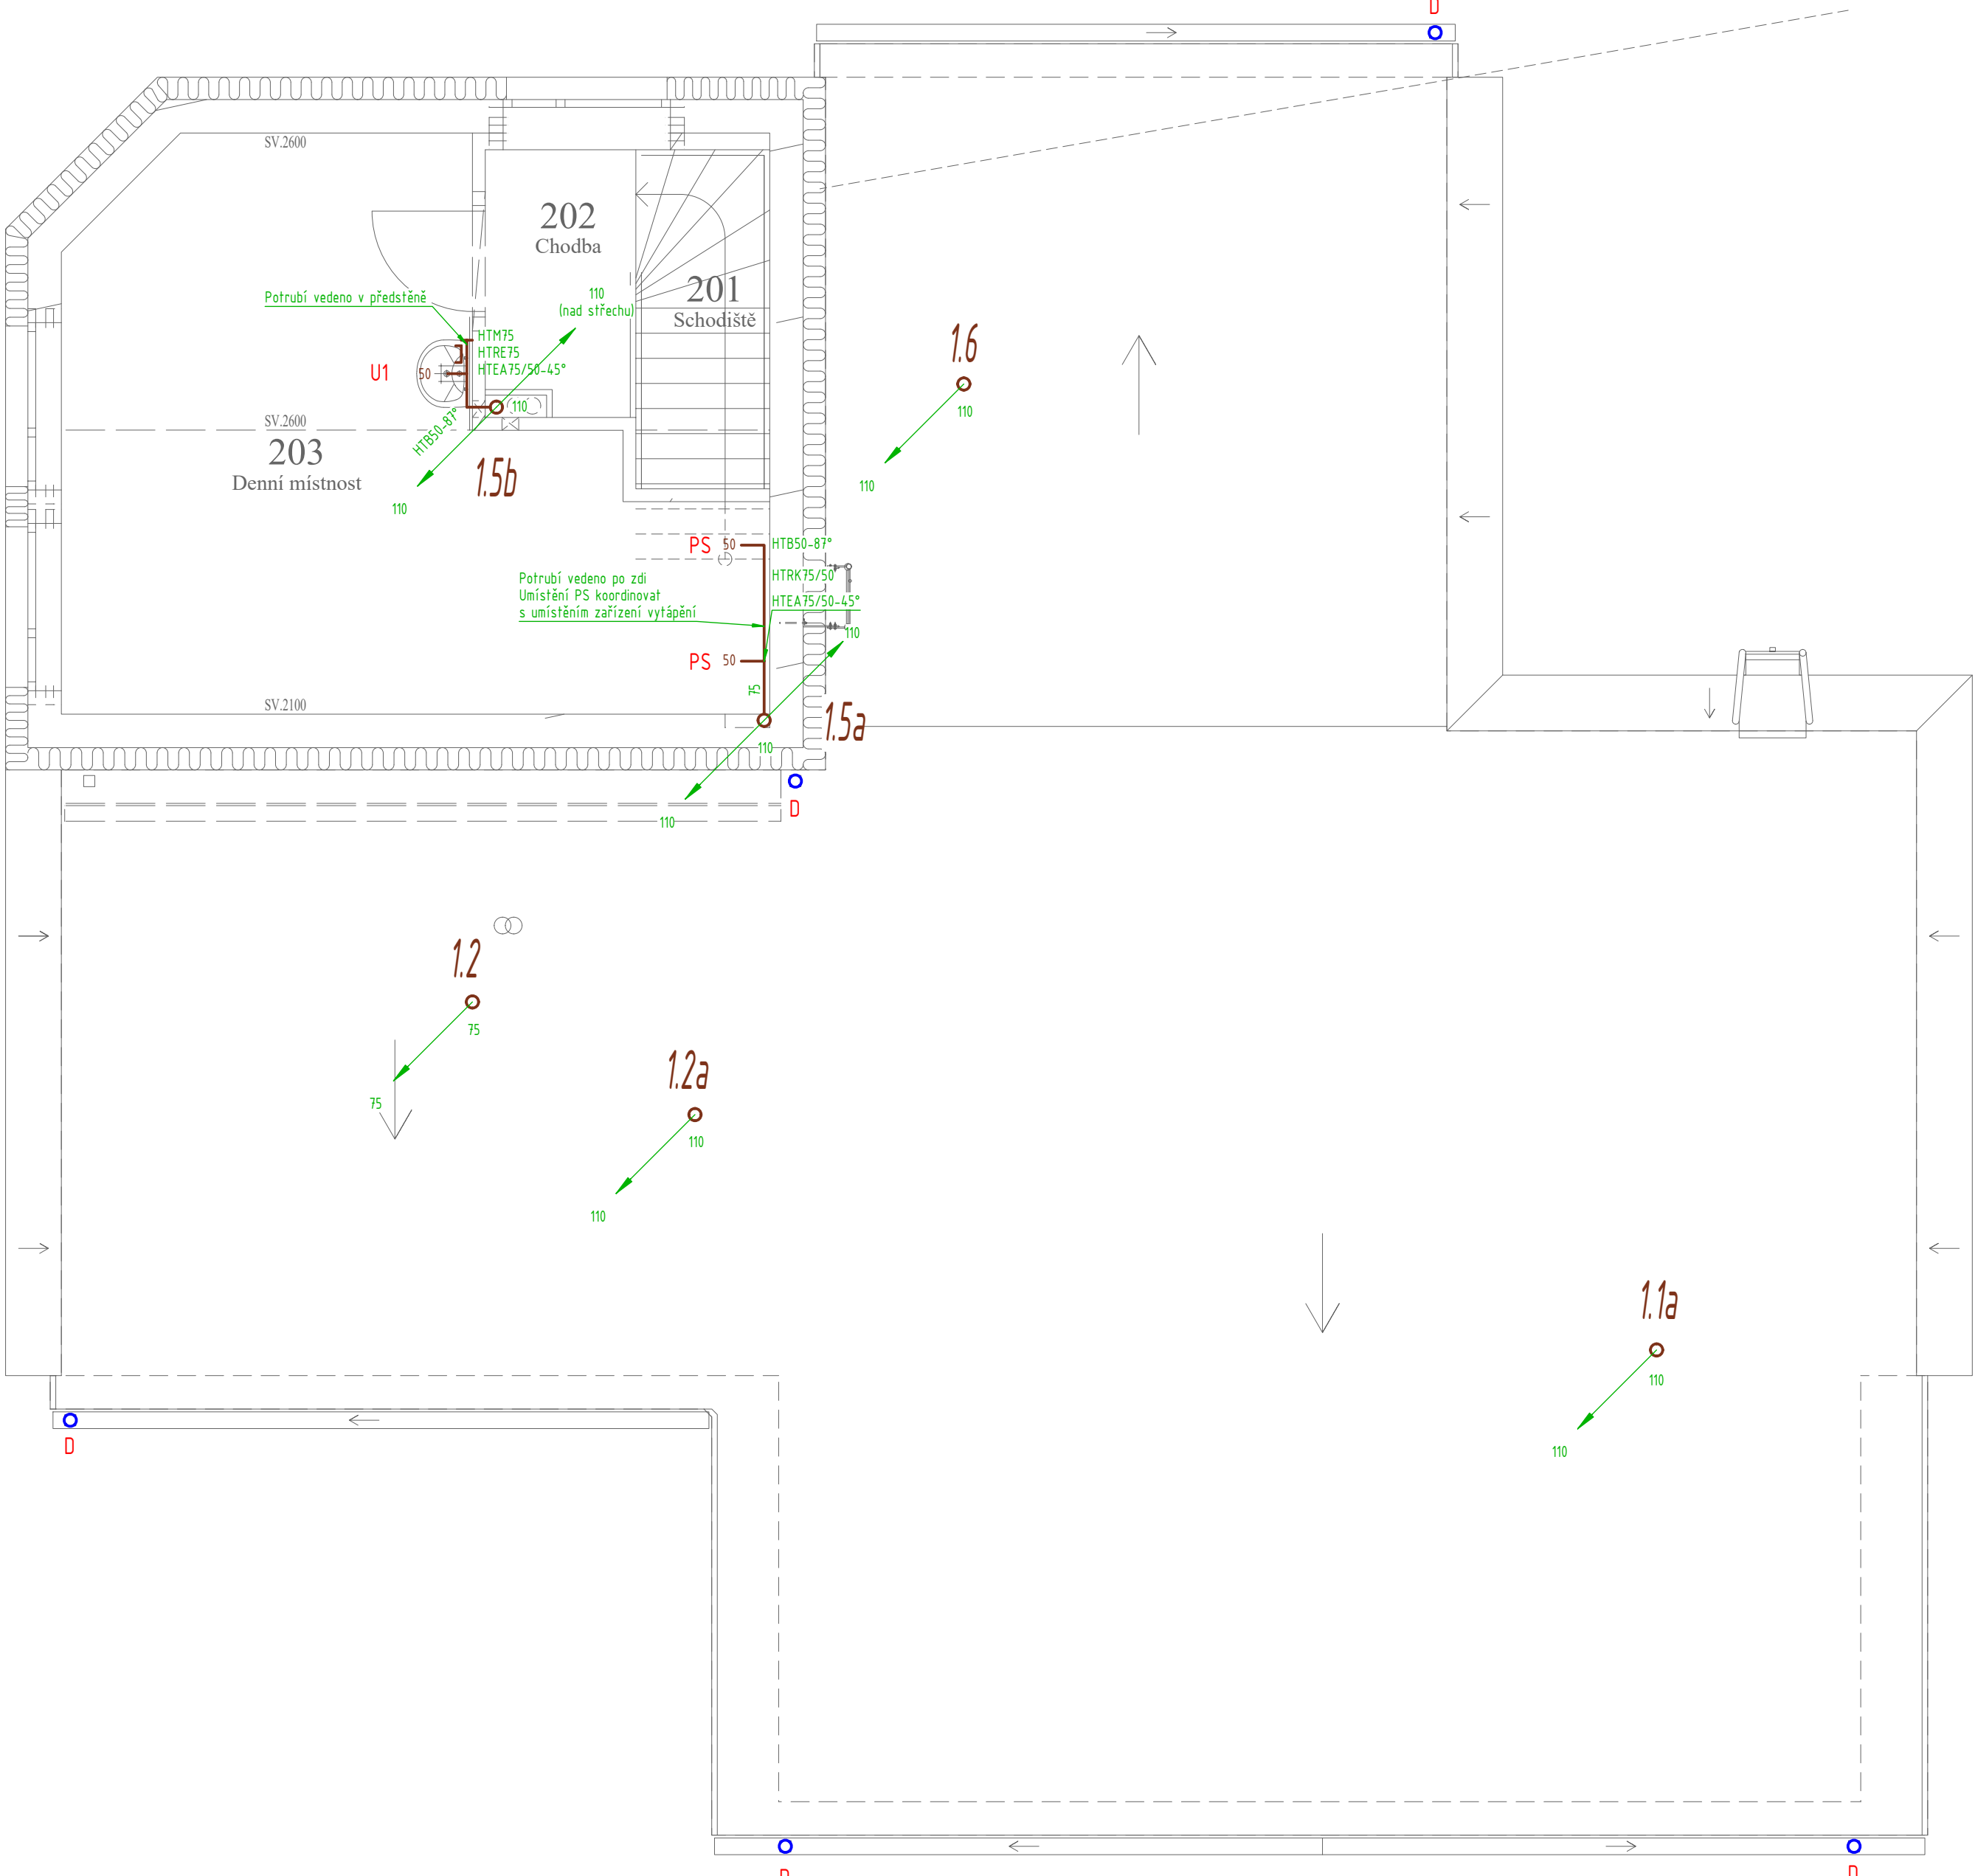 D
SV.2600
202
Chodba
201
Schodiště
Potrubí vedeno v předstěně
110
(nad střechu)
HTM75
HTRE75
HTEA75/50-45°
U1
50
110
HTB50-87°
SV.2600
203
Denní místnost
1.5b
110
1.6
110
110
PS 50
HTB50-87°
HTRK75/50
HTEA75/50-45°
Potrubí vedeno po zdi
Umístění PS koordinovat
s umístěním zařízení vytápění
110
PS 50
75
SV.2100
1.5a
110
D
110
1.2
75
75
1.2a
110
110
1.1a
110
110
D
D
D